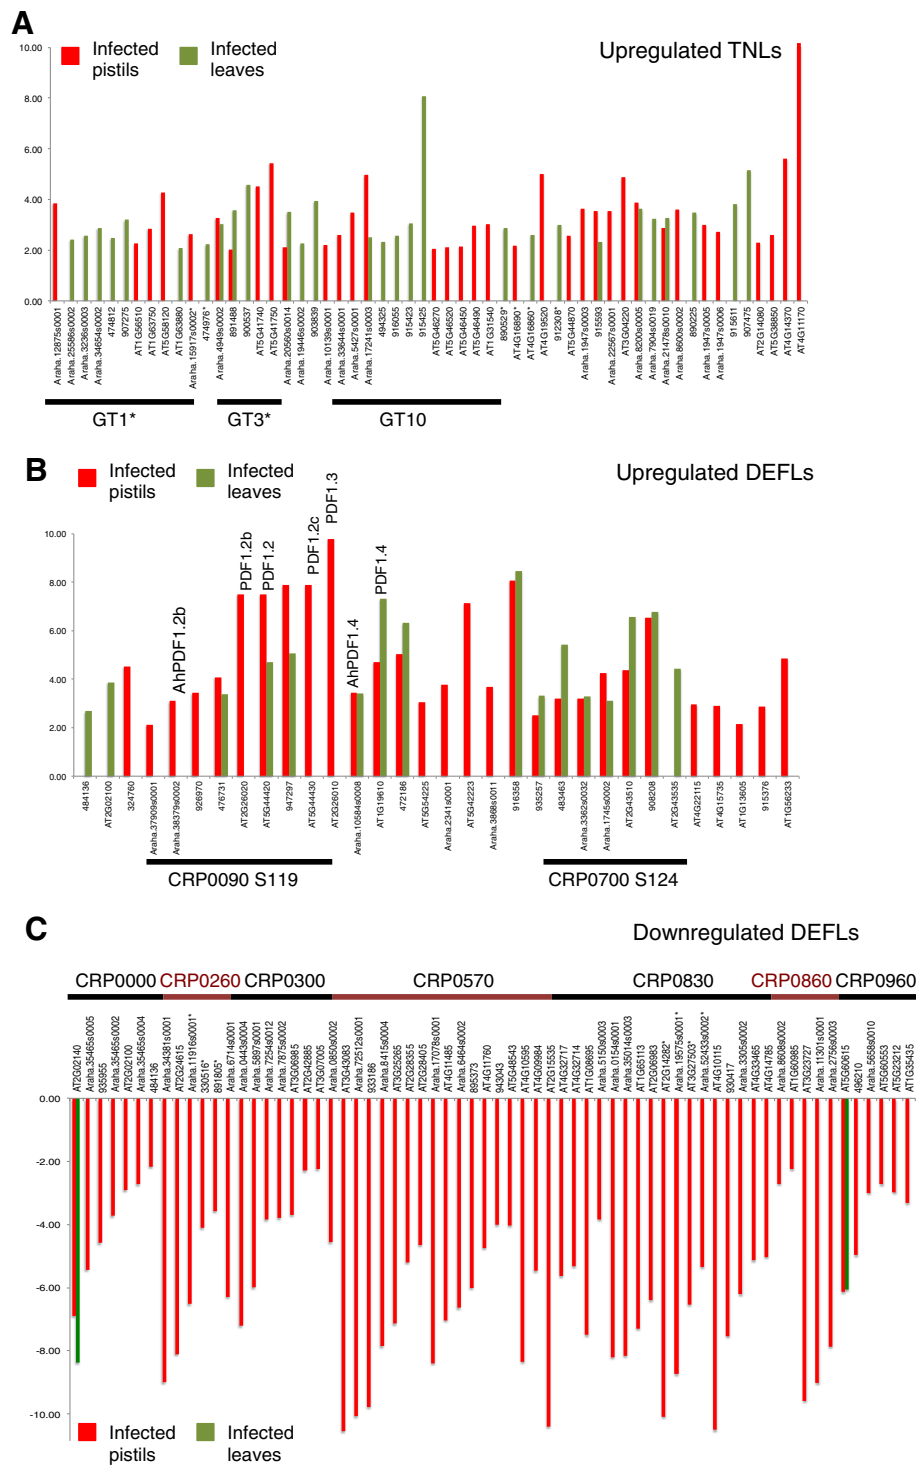 A
Infected
pistils
Infected
leaves
Upregulated TNLs
10.00
8.00
6.00
4.00
2.00
0.00
Araha.12875s0001
Araha.25586s0002
Araha.3236s0003
Araha.34654s0002
474812
907275
AT1G56510
AT1G63750
AT5G58120
AT1G63880
Araha.15917s0002*
474976*
Araha.4949s0002
891488
900537
AT5G41740
AT5G41750
Araha.20560s0014
Araha.19446s0002
903839
Araha.10139s0001
Araha.33644s0001
Araha.5427s0001
Araha.17241s0003
494325
916055
915423
915425
AT5G46270
AT5G46520
AT5G46450
AT5G46490
AT1G31540
890529*
AT4G16890*
AT4G16860*
AT4G19520
912308*
AT5G44870
Araha.1947s0003
915593
Araha.22567s0001
AT3G04220
Araha.6200s0005
Araha.7904s0019
Araha.21478s0010
Araha.8600s0002
890225
Araha.1947s0005
Araha.1947s0006
915611
907475
AT2G14080
AT5G38850
AT4G14370
AT4G11170
GT1*
GT3*
GT10
B
Infected
pistils
Infected
leaves
Upregulated DEFLs
10.00
8.00
6.00
4.00
2.00
0.00
AhPDF1.2b
PDF1.2b
PDF1.2
PDF1.2c
PDF1.3
AhPDF1.4
PDF1.4
484136
AT2G02100
324760
Araha.37909s0001
Araha.38379s0002
926970
476731
AT2G26020
AT5G44420
947297
AT5G44430
AT2G26010
Araha.10584s0008
AT1G19610
472186
AT5G54225
Araha.2341s0001
AT5G42223
Araha.3868s0011
916358
935257
483463
Araha.3362s0032
Araha.1745s0002
AT2G43510
908208
AT2G43535
AT4G22115
AT4G15735
AT1G13605
915376
AT1G56233
CRP0090 S119
CRP0700 S124
C
Downregulated DEFLs
CRP0000
CRP0260
CRP0300
CRP0570
CRP0830
CRP0860
CRP0960
AT2G02140
Araha.35465s0005
935955
Araha.35465s0002
AT2G02100
Araha.35465s0004
484136
Araha.34381s0001
AT2G24615
Araha.11916s0001*
330516*
891805*
Araha.6714s0001
Araha.0443s0004
Araha.5897s0001
Araha.7254s0012
Araha.7875s0002
AT3G06985
AT2G42885
AT3G07005
Araha.0850s0002
AT3G43083
Araha.72512s0001
933186
Araha.8415s0004
AT3G25265
AT2G28355
AT2G28405
Araha.17078s0001
AT4G11485
Araha.6464s0002
885373
AT4G11760
943043
AT5G48543
AT4G10595
AT4G09984
AT2G15535
AT4G32717
AT4G32714
AT1G08695
Araha.5150s0003
Araha.0154s0001
Araha.35014s00003
AT1G65113
AT2G06983
AT2G14282*
Araha.19575s0001*
AT3G27503*
Araha.52433s0002*
AT4G10115
930417
Araha.3305s0002
AT4G33465
AT4G14785
Araha.8608s0002
AT1G60985
AT3G23727
Araha.11301s0001
Araha.2756s0003
AT5G60615
496210
Araha.5658s0010
AT5G60553
AT5G23212
AT1G35435
0.00
-2.00
-4.00
-6.00
-8.00
-10.00
Infected
pistils
Infected
leaves